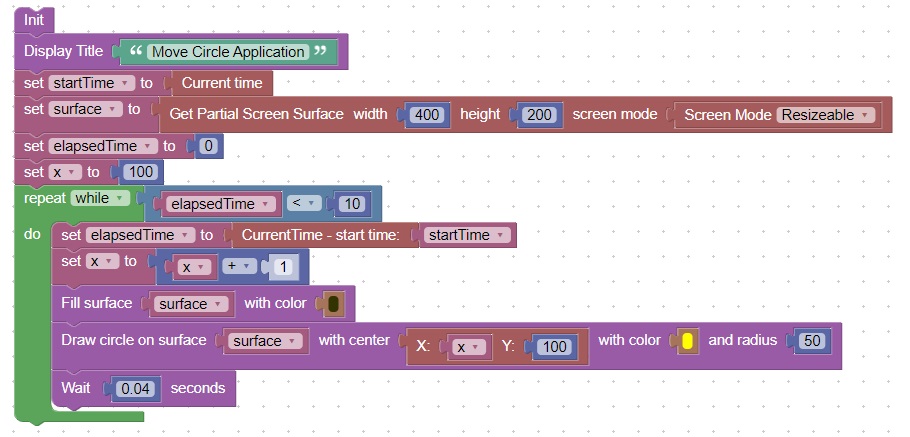 Init
Display Title “ Move Circle Application ”
set startTime to Current time
set surface to Get Partial Screen Surface width 400 height 200 screen mode Screen Mode Resizeable
set elapsedTime to 0
set x to 100
repeat while elapsedTime < 10
do set elapsedTime to CurrentTime - start time: startTime
set x to x + 1
Fill surface surface with color
Draw circle on surface surface with center X: x Y: 100 with color and radius 50
Wait 0.04 seconds